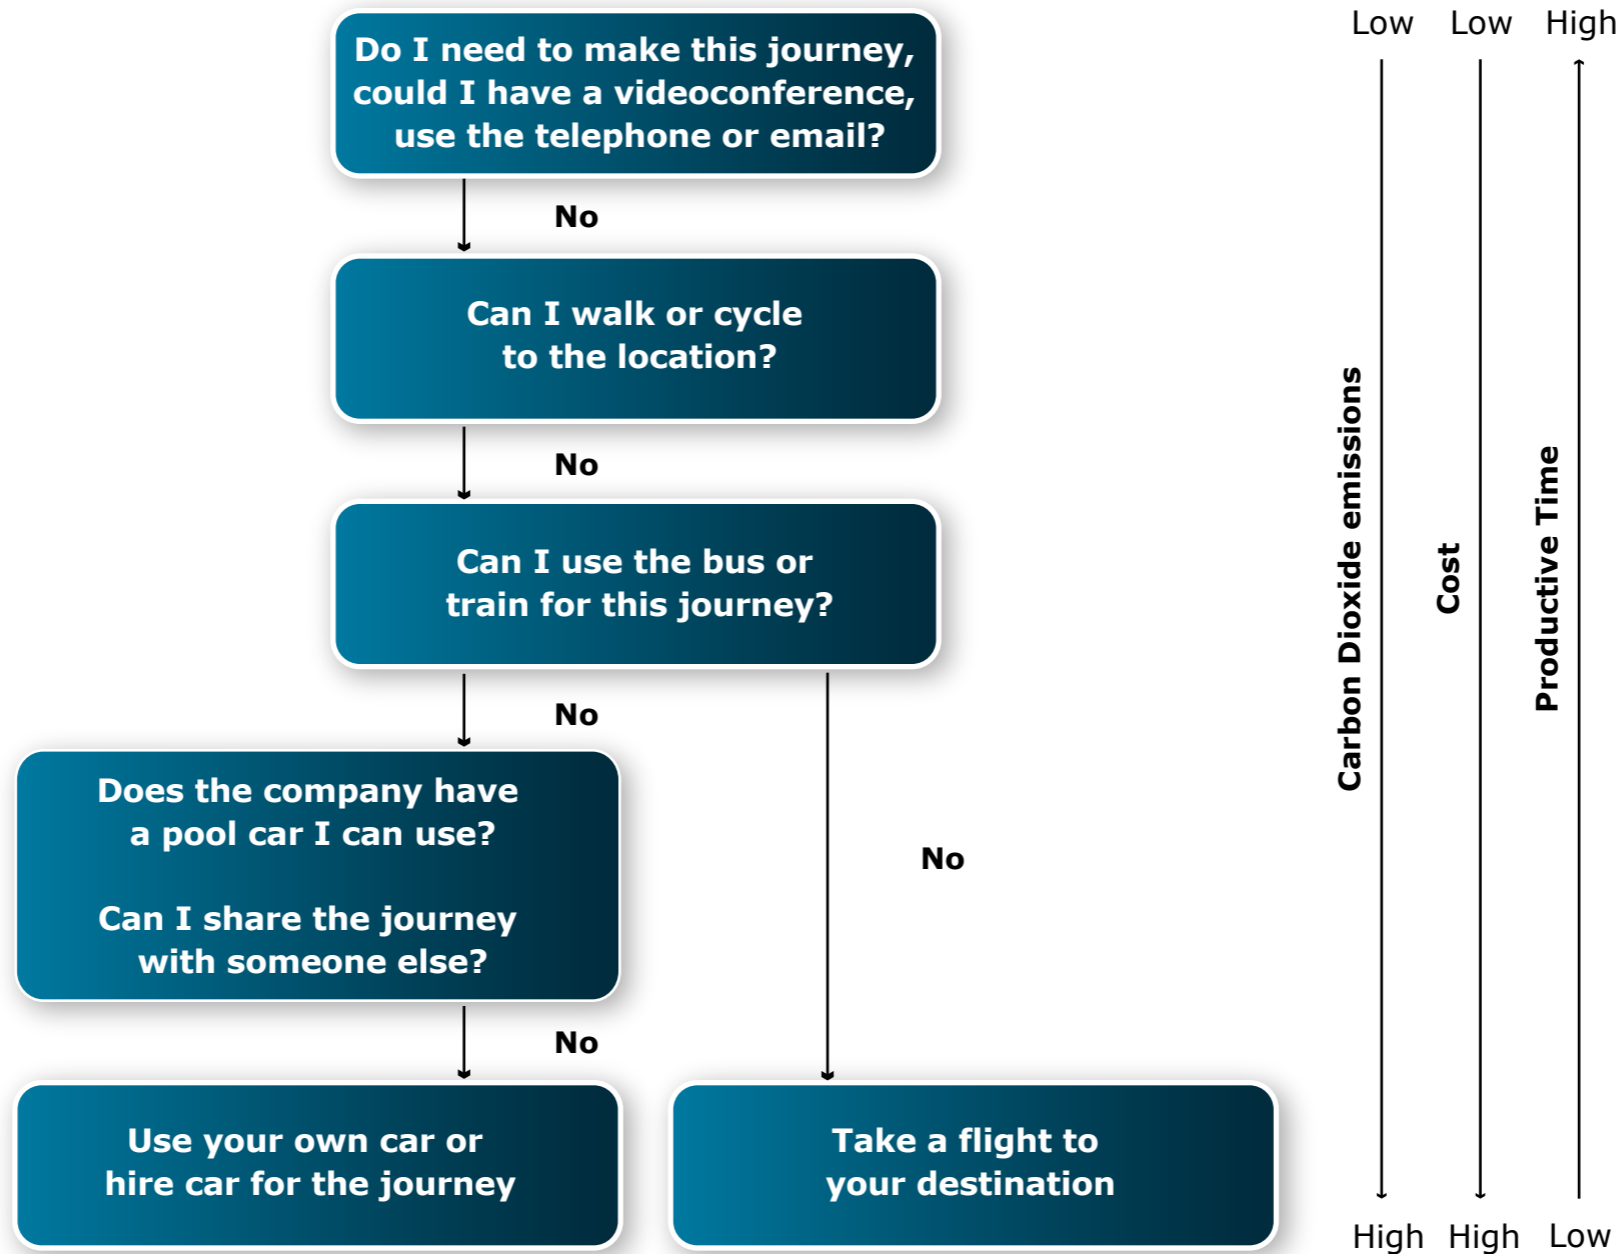 Do I need to make this journey,
could I have a videoconference,
use the telephone or email?
No
Can I walk or cycle
to the location?
No
Can I use the bus or
train for this journey?
No
No
Does the company have
a pool car I can use?
Can I share the journey
with someone else?
No
Use your own car or
hire car for the journey
Take a flight to
your destination
Low
Carbon Dioxide emissions
High
Low
Cost
High
High
Productive Time
Low